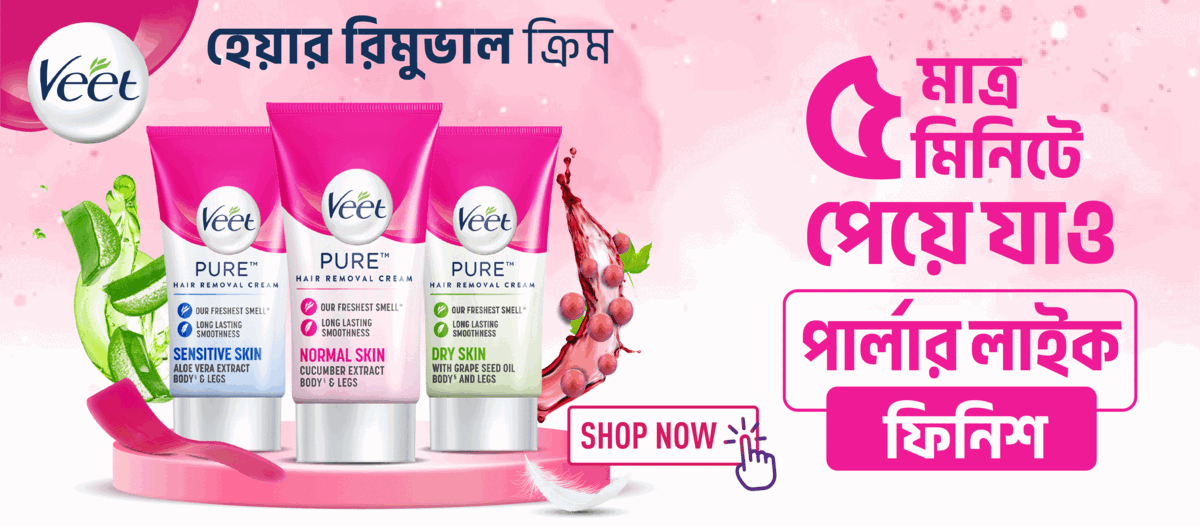 Veet
হেয়ার রিমুভাল ক্রিম
Veet
PURE™
HAIR REMOVAL CREAM
OUR FRESHEST SMELL*
LONG LASTING
SMOOTHNESS
SENSITIVE SKIN
ALOE VERA EXTRACT
BODY§ & LEGS
Veet
PURE™
HAIR REMOVAL CREAM
OUR FRESHEST SMELL*
LONG LASTING
SMOOTHNESS
NORMAL SKIN
CUCUMBER EXTRACT
BODY§ & LEGS
Veet
PURE™
HAIR REMOVAL CREAM
OUR FRESHEST SMELL*
LONG LASTING
SMOOTHNESS
DRY SKIN
WITH GRAPE SEED OIL
BODY§ AND LEGS
SHOP NOW
৫ মাত্র
মিনিটে
পেয়ে যাও
পার্লার লাইক
ফিনিশ